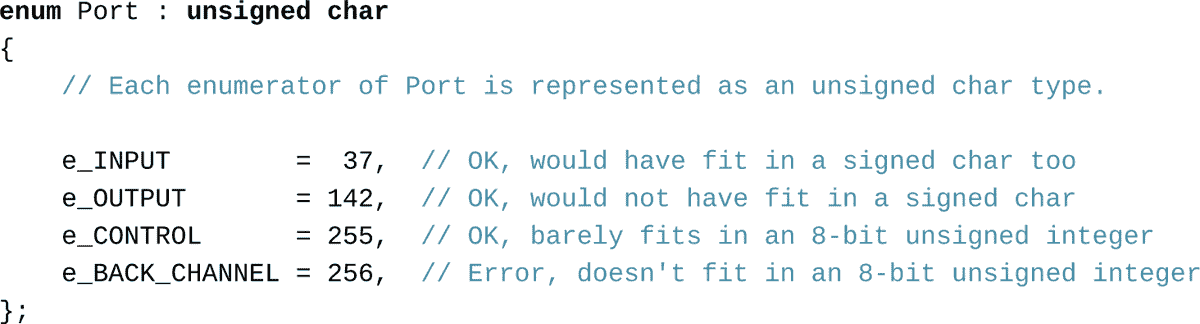 enum Port : unsigned char
{
    // Each enumerator of Port is represented as an unsigned char type.

    e_INPUT        =  37,  // OK, would have fit in a signed char too
    e_OUTPUT       = 142,  // OK, would not have fit in a signed char
    e_CONTROL      = 255,  // OK, barely fits in an 8-bit unsigned integer
    e_BACK_CHANNEL = 256,  // Error, doesn't fit in an 8-bit unsigned integer
};